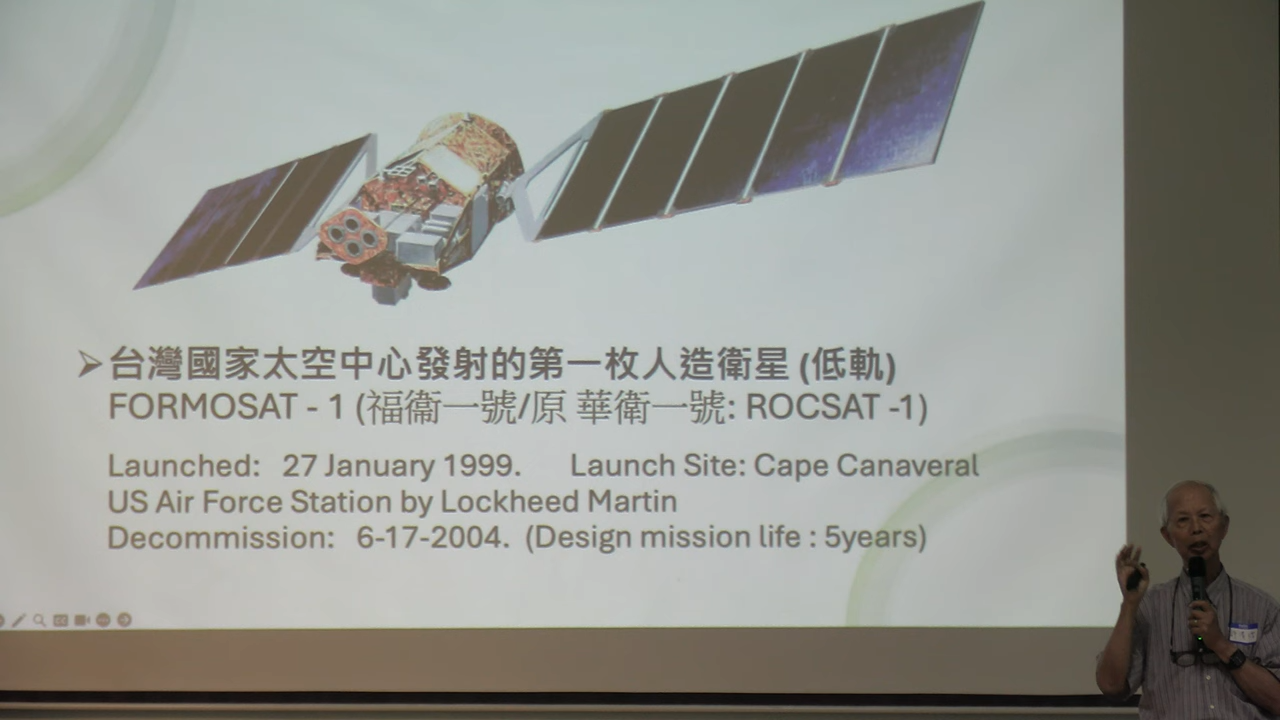 台灣國家太空中心發射的第一枚人造衛星 (低軌)
FORMOSAT - 1 (福衛一號/原 華衛一號: ROCSAT -1)
Launched: 27 January 1999. Launch Site: Cape Canaveral
US Air Force Station by Lockheed Martin
Decommission: 6-17-2004. (Design mission life : 5years)